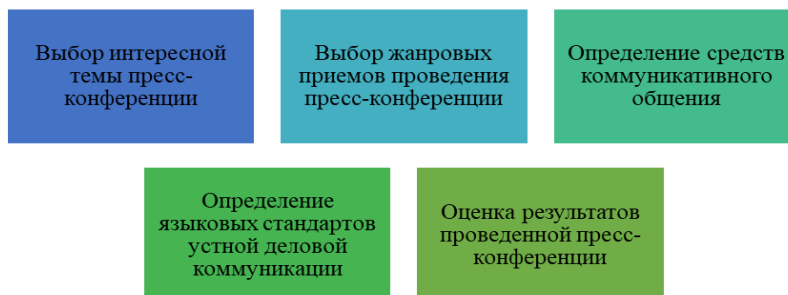 Выбор интересной
темы пресс-
конференции
Выбор жанровых
приемов проведения
пресс-конференции
Определение средств
коммуникативного
общения
Определение
языковых стандартов
устной деловой
коммуникации
Оценка результатов
проведенной пресс-
конференции